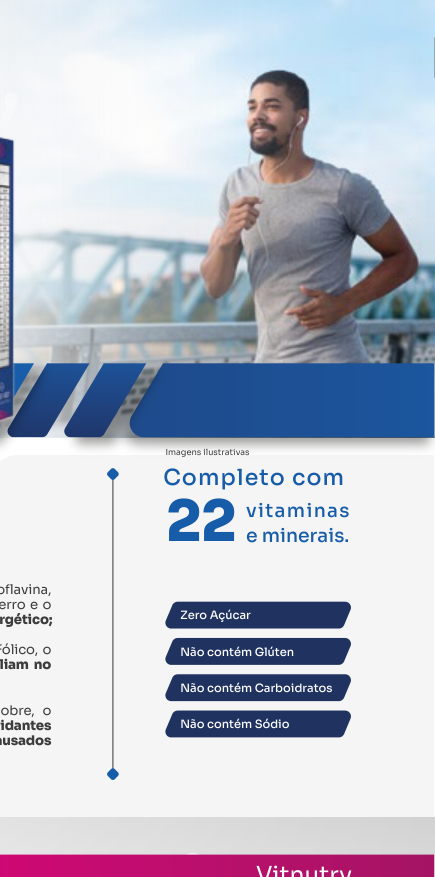 Imagens Ilustrativas
Completo com
22 vitaminas
e minerais.
oflavina,
erro e o
rgético;
Fólico, o
liam no
obre, o
idantes
ausados
Zero Açúcar
Não contém Glúten
Não contém Carboidratos
Não contém Sódio
Vitnutry